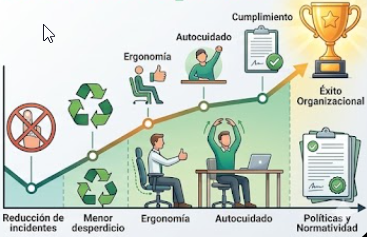 Cumplimiento
Autocuidado
Ergonomía
Éxito
Organizacional
Reducción de
incidentes
Menor
desperdicio
Ergonomía
Autocuidado
Políticas y
Normatividad